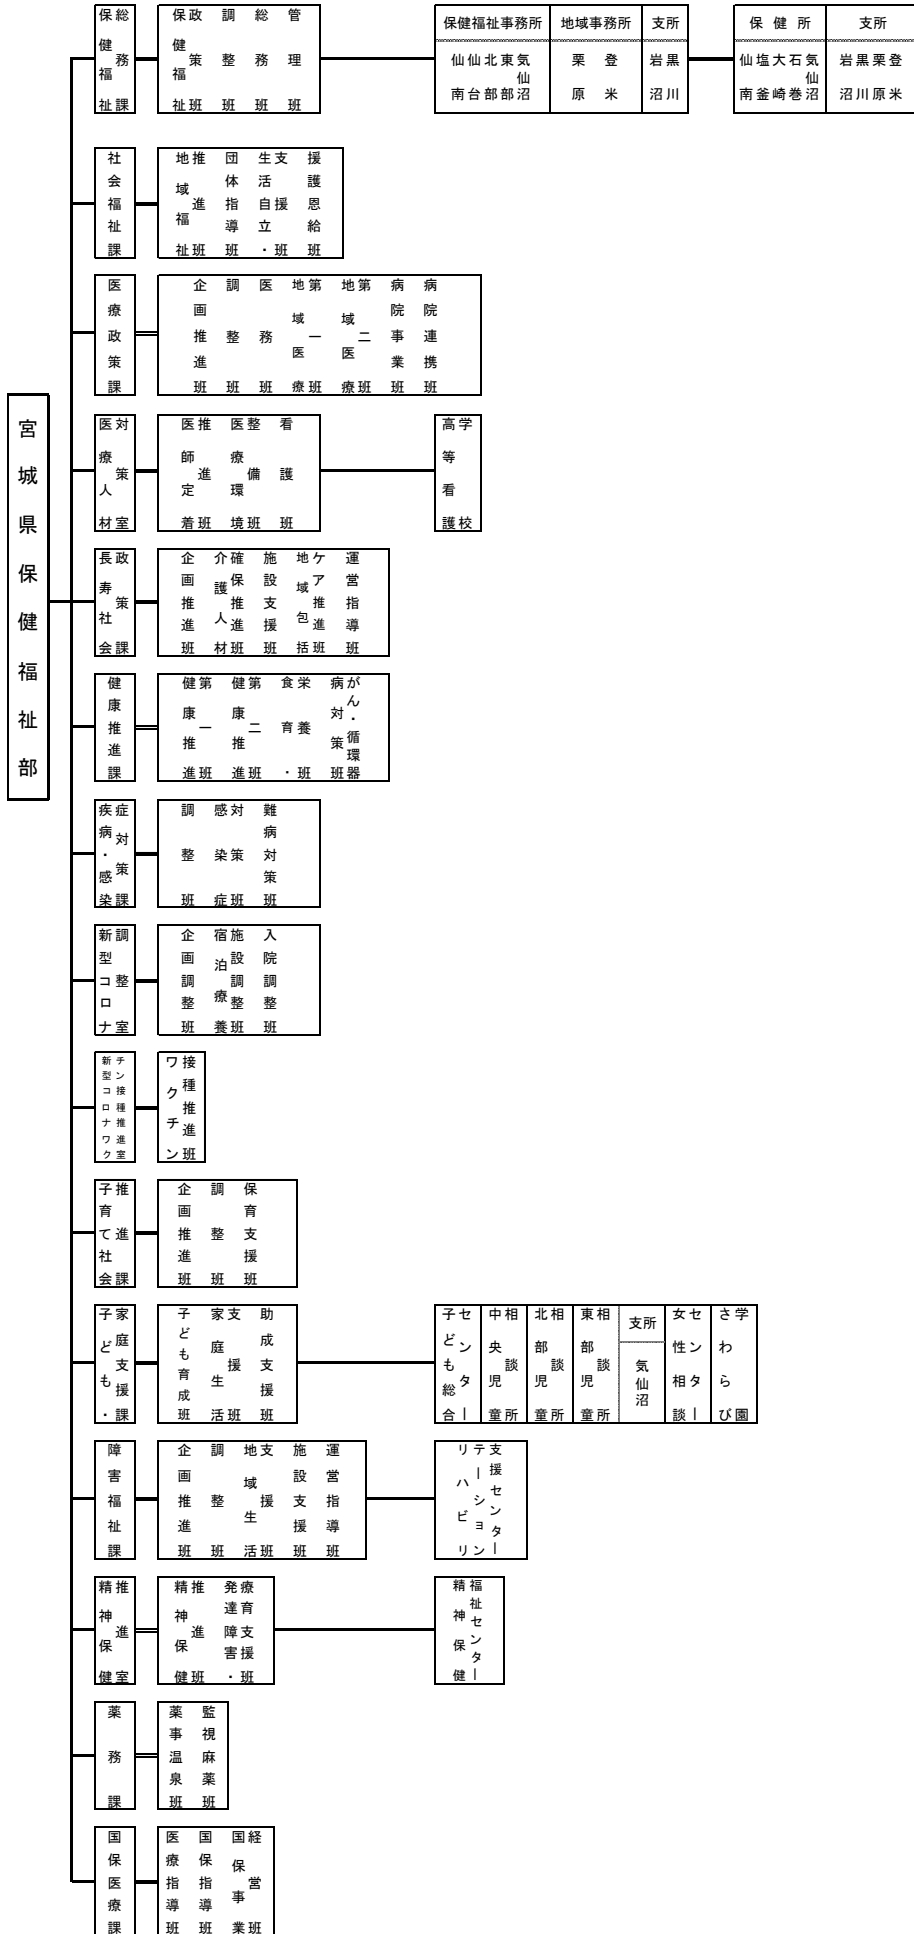 宮城県保健福祉部
保健福祉総務課
保健福祉政策班
調整班
総務班
管理班
保健福祉事務所
仙南
仙台
北部
東部
気仙沼
地域事務所
栗原
登米
支所
岩沼
黒川
保健所
仙南
塩釜
大崎
石巻
気仙沼
支所
岩沼
黒川
栗原
登米
社会福祉課
地域福祉推進班
団体指導班
生活自立・支援班
援護恩給班
医療政策課
企画推進班
調整班
医務班
地域医療第一班
地域医療第二班
病院事業班
病院連携班
医療人材対策室
医師定着推進班
医療環境整備班
看護班
高等看護学校
長寿社会政策課
企画推進班
介護人材確保推進班
施設支援班
地域包括ケア推進班
運営指導班
健康推進課
健康推進第一班
健康推進第二班
食育・栄養班
がん・循環器病対策班
疾病・感染症対策課
調整班
感染症対策班
難病対策班
新型コロナ調整室
企画調整班
宿泊療養施設調整班
入院調整班
新型コロナワクチン接種推進室
ワクチン接種推進班
子育て社会推進課
企画推進班
調整班
保育支援班
子ども・家庭支援課
子ども育成班
家庭生活支援班
助成支援班
子ども総合センター
中央児童相談所
北部児童相談所
東部児童相談所
支所
気仙沼
女性相談センター
さわらび学園
障害福祉課
企画推進班
調整班
地域生活支援班
施設支援班
運営指導班
リハビリテーション支援センター
精神保健推進室
精神保健推進班
発達障害・療育支援班
精神保健福祉センター
薬務課
薬事温泉班
監視麻薬班
国保医療課
医療指導班
国保指導班
国保事業経営班